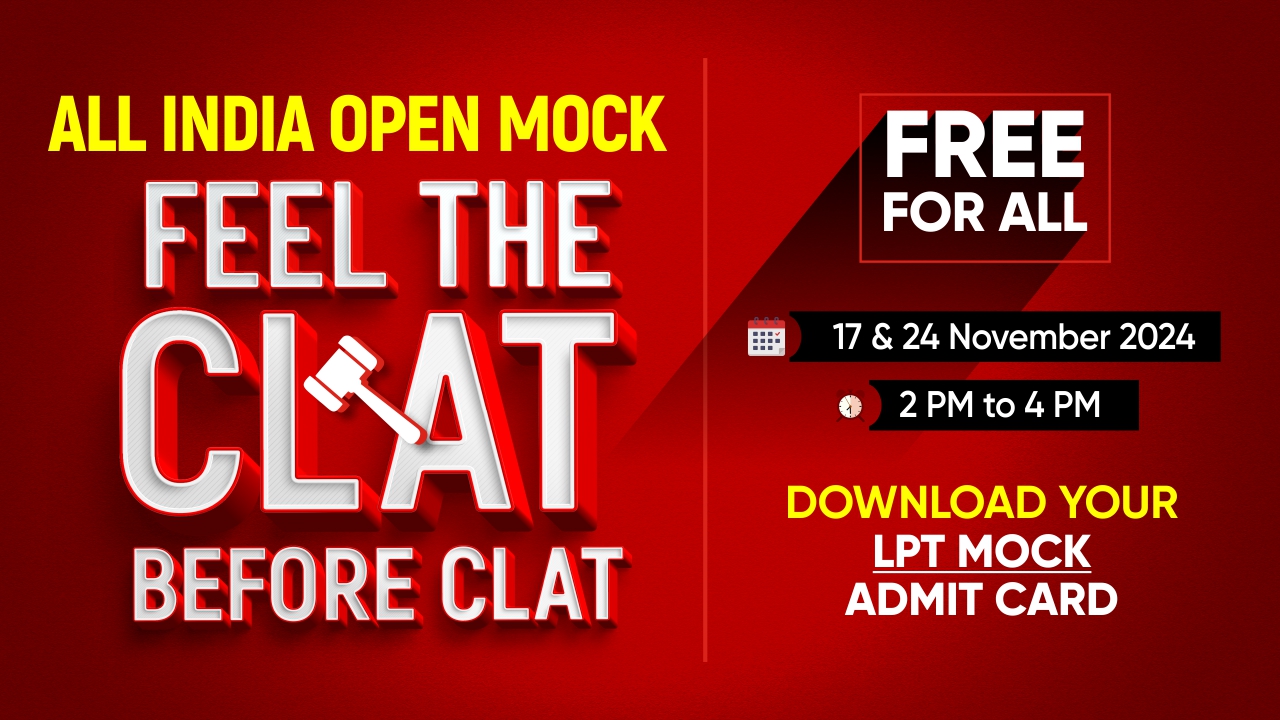 ALL INDIA OPEN MOCK
FEEL THE
CLAT
BEFORE CLAT
FREE
FOR ALL
17 & 24 November 2024
2 PM to 4 PM
DOWNLOAD YOUR
LPT MOCK
ADMIT CARD